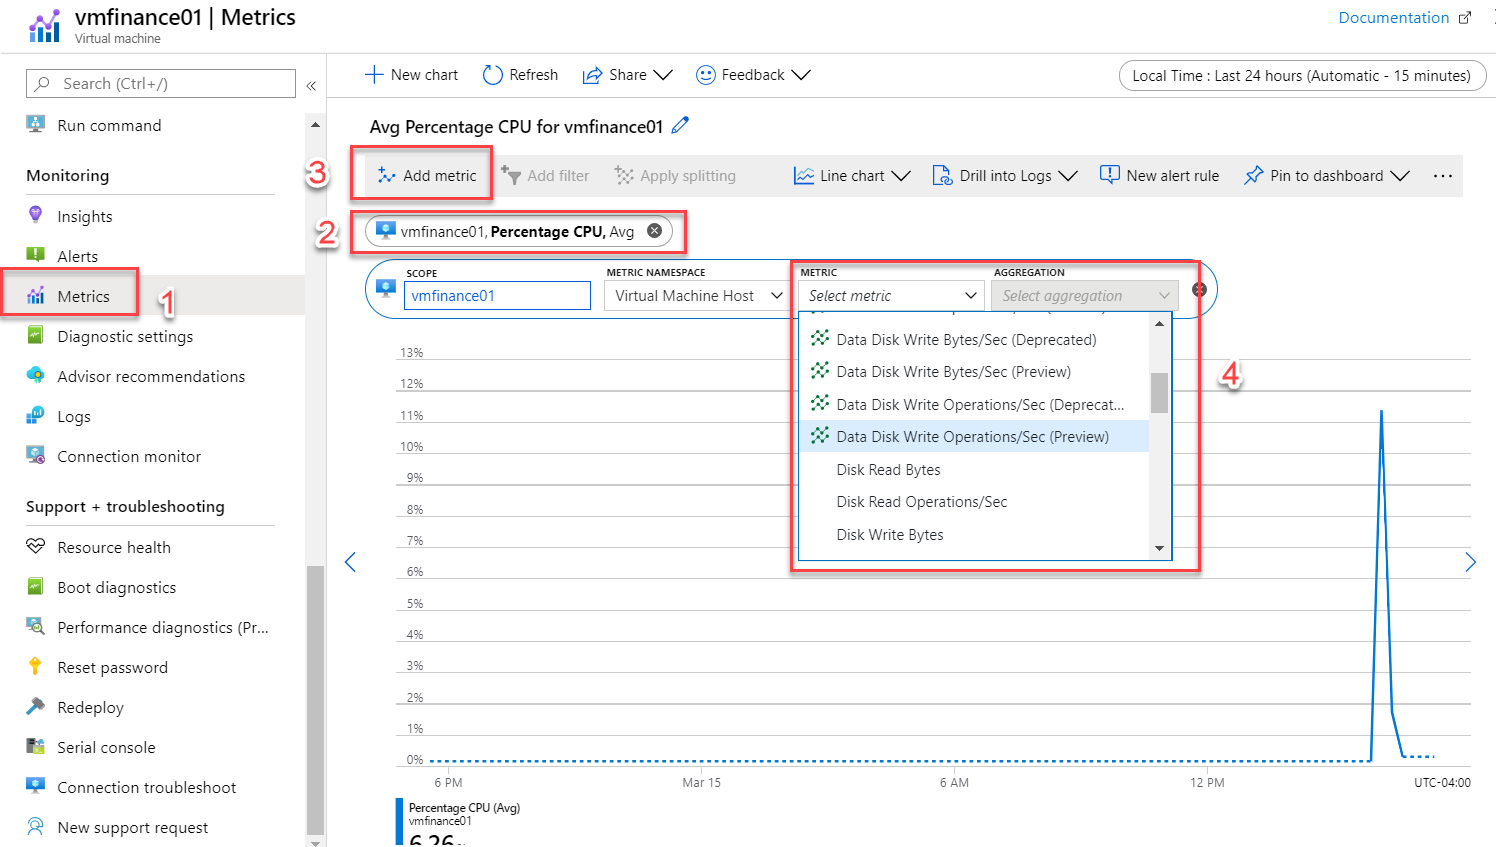 vmfinance01 | Metrics
Virtual machine
Documentation
Search (Ctrl+/)
«
New chart
Refresh
Share
Feedback
Local Time : Last 24 hours (Automatic - 15 minutes)
Run command
Monitoring
Insights
Alerts
Metrics
1
Diagnostic settings
Advisor recommendations
Logs
Connection monitor
Support + troubleshooting
Resource health
Boot diagnostics
Performance diagnostics (Pr...
Reset password
Redeploy
Serial console
Connection troubleshoot
New support request
Avg Percentage CPU for vmfinance01
3
Add metric
Add filter
Apply splitting
Line chart
Drill into Logs
New alert rule
Pin to dashboard
...
2
vmfinance01, Percentage CPU, Avg
SCOPE
vmfinance01
METRIC NAMESPACE
Virtual Machine Host
METRIC
Select metric
AGGREGATION
Select aggregation
Data Disk Write Bytes/Sec (Deprecated)
Data Disk Write Bytes/Sec (Preview)
Data Disk Write Operations/Sec (Deprecat...
Data Disk Write Operations/Sec (Preview)
Disk Read Bytes
Disk Read Operations/Sec
Disk Write Bytes
4
13%
12%
11%
10%
9%
8%
7%
6%
5%
4%
3%
2%
1%
0%
6 PM
Mar 15
6 AM
12 PM
UTC-04:00
Percentage CPU (Avg)
vmfinance01
6.26